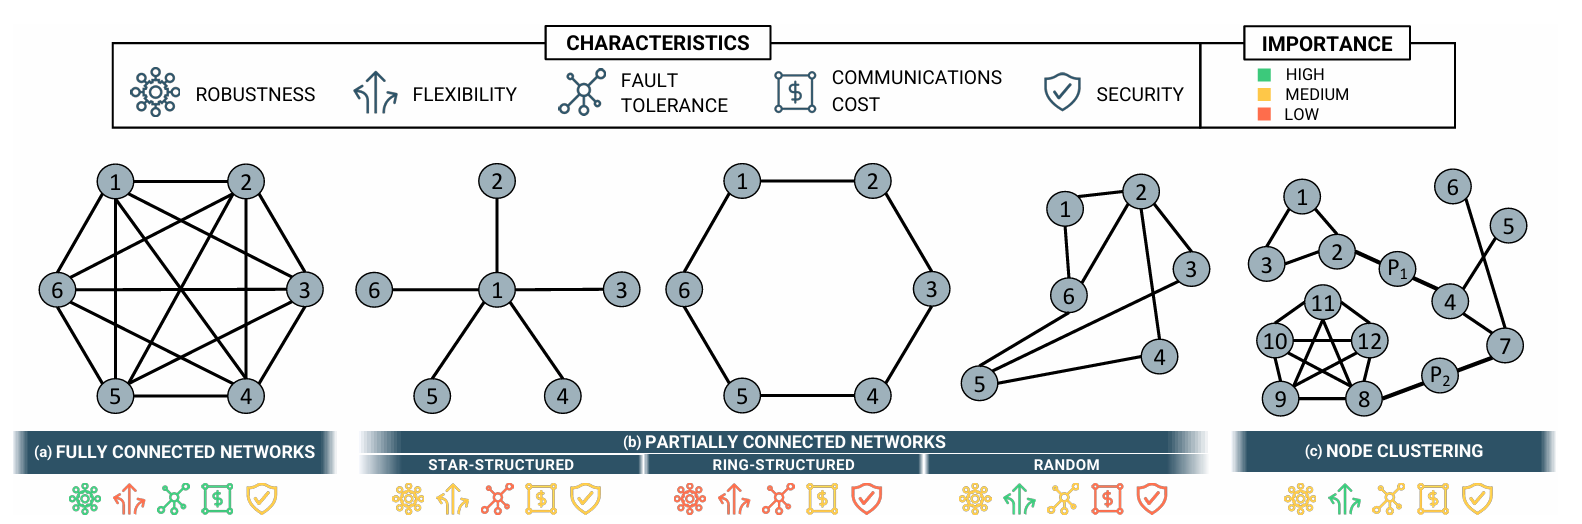 CHARACTERISTICS
IMPORTANCE
ROBUSTNESS
FLEXIBILITY
FAULT
TOLERANCE
COMMUNICATIONS
COST
SECURITY
HIGH
MEDIUM
LOW
1 2
6 3
5 4
2
6 1 3
5 4
1 2
6 3
5 4
1 2
6 3
5 4
1 6
3 2 P1 5
4
11
10 12 7
P2
9 8
(a) FULLY CONNECTED NETWORKS
(b) PARTIALLY CONNECTED NETWORKS
STAR-STRUCTURED
RING-STRUCTURED
RANDOM
(c) NODE CLUSTERING
$ $ $ $ $